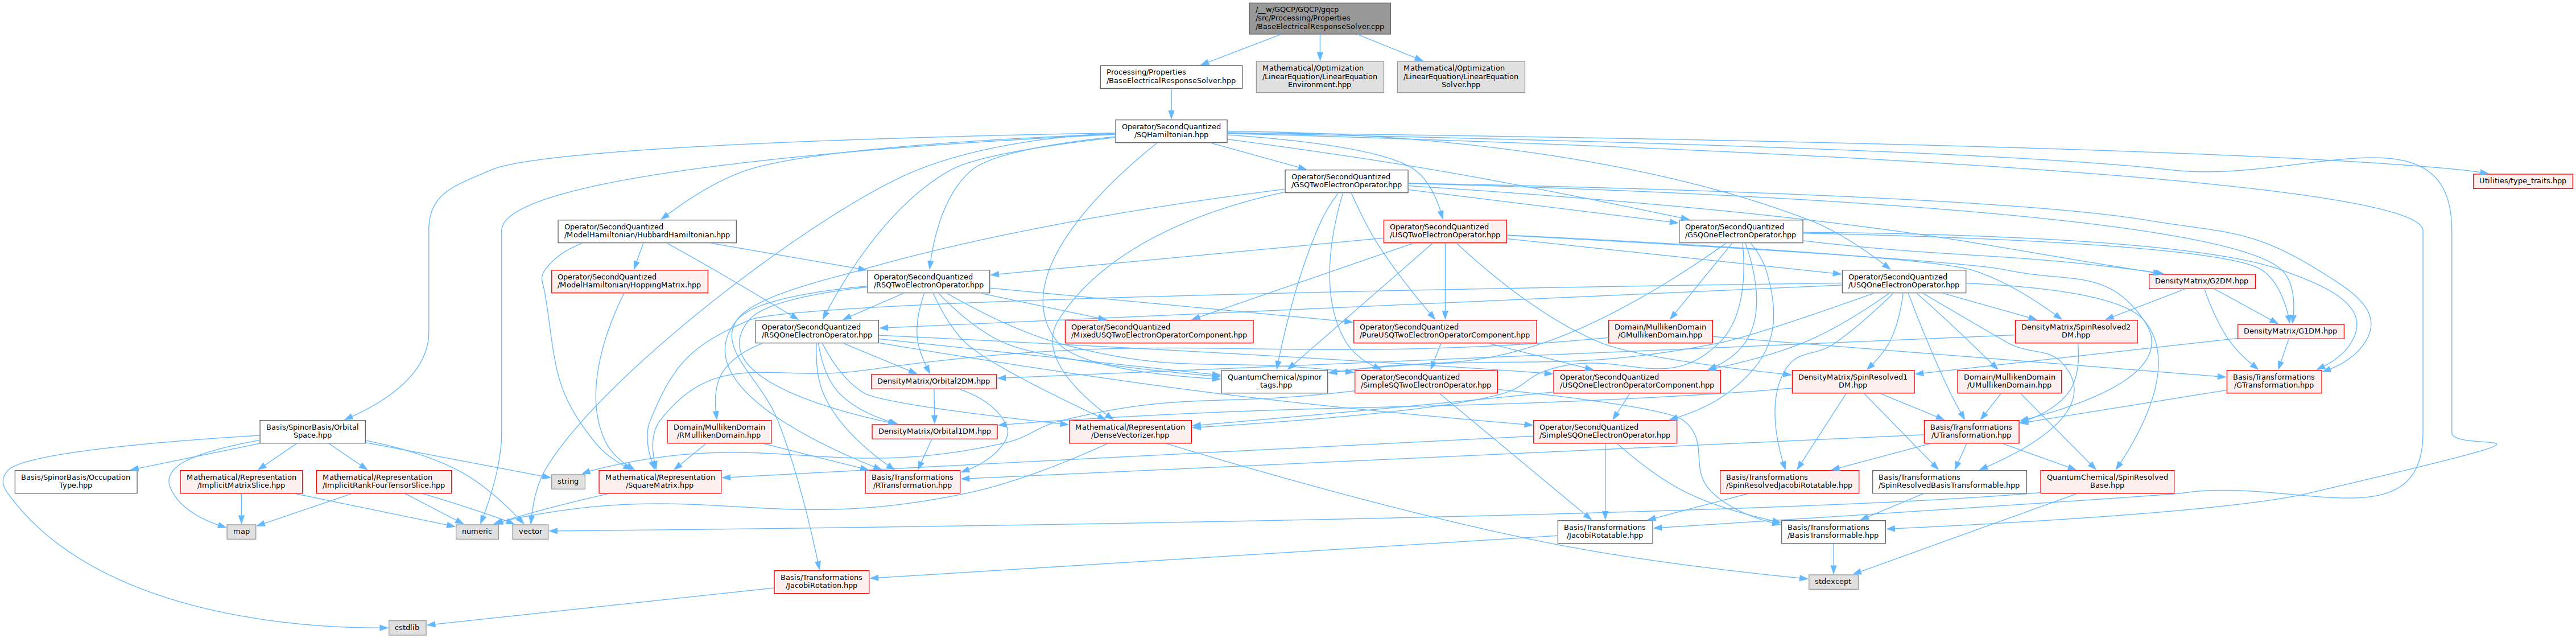 /__w/GQCP/GQCP/gqcp
/src/Processing/Properties
/BaseElectricalResponseSolver.cpp
Processing/Properties
/BaseElectricalResponseSolver.hpp
Mathematical/Optimization
/LinearEquation/LinearEquation
Environment.hpp
Mathematical/Optimization
/LinearEquation/LinearEquation
Solver.hpp
Operator/SecondQuantized
/SQHamiltonian.hpp
Operator/SecondQuantized
/GSQTwoElectronOperator.hpp
Utilities/type_traits.hpp
Operator/SecondQuantized
/ModelHamiltonian/HubbardHamiltonian.hpp
Operator/SecondQuantized
/USQTwoElectronOperator.hpp
Operator/SecondQuantized
/GSQOneElectronOperator.hpp
Operator/SecondQuantized
/ModelHamiltonian/HoppingMatrix.hpp
Operator/SecondQuantized
/RSQTwoElectronOperator.hpp
Operator/SecondQuantized
/USQOneElectronOperator.hpp
DensityMatrix/G2DM.hpp
Operator/SecondQuantized
/RSQOneElectronOperator.hpp
Operator/SecondQuantized
/MixedUSQTwoElectronOperatorComponent.hpp
Operator/SecondQuantized
/PureUSQTwoElectronOperatorComponent.hpp
Domain/MullikenDomain
/GMullikenDomain.hpp
DensityMatrix/SpinResolved2
DM.hpp
DensityMatrix/G1DM.hpp
DensityMatrix/Orbital2DM.hpp
QuantumChemical/spinor
_tags.hpp
Operator/SecondQuantized
/SimpleSQTwoElectronOperator.hpp
Operator/SecondQuantized
/USQOneElectronOperatorComponent.hpp
DensityMatrix/SpinResolved1
DM.hpp
Domain/MullikenDomain
/UMullikenDomain.hpp
Basis/Transformations
/GTransformation.hpp
Basis/SpinorBasis/Orbital
Space.hpp
Domain/MullikenDomain
/RMullikenDomain.hpp
DensityMatrix/Orbital1DM.hpp
Mathematical/Representation
/DenseVectorizer.hpp
Operator/SecondQuantized
/SimpleSQOneElectronOperator.hpp
Basis/Transformations
/UTransformation.hpp
Basis/SpinorBasis/Occupation
Type.hpp
Mathematical/Representation
/ImplicitMatrixSlice.hpp
Mathematical/Representation
/ImplicitRankFourTensorSlice.hpp
string
Mathematical/Representation
/SquareMatrix.hpp
Basis/Transformations
/RTransformation.hpp
Basis/Transformations
/SpinResolvedJacobiRotatable.hpp
Basis/Transformations
/SpinResolvedBasisTransformable.hpp
QuantumChemical/SpinResolved
Base.hpp
map
numeric
vector
Basis/Transformations
/JacobiRotatable.hpp
Basis/Transformations
/BasisTransformable.hpp
Basis/Transformations
/JacobiRotation.hpp
stdexcept
cstdlib